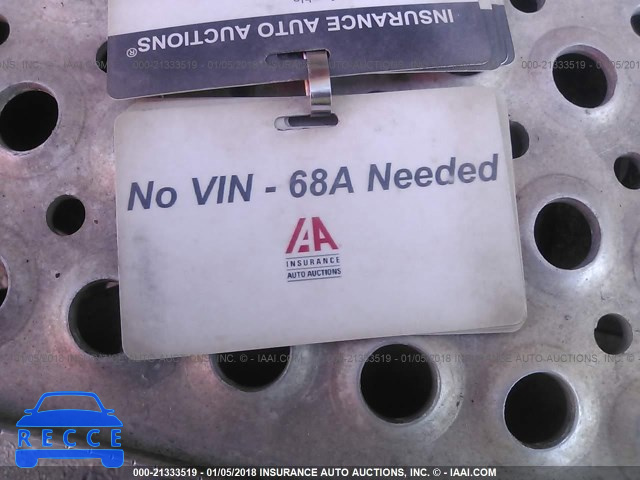 INSURANCE AUTO AUCTIONS®
No VIN - 68A Needed
IAA
INSURANCE
AUTO AUCTIONS
RECCE
000-21333519 - 01/05/2018 INSURANCE AUTO AUCTIONS, INC. - © - IAAI.COM